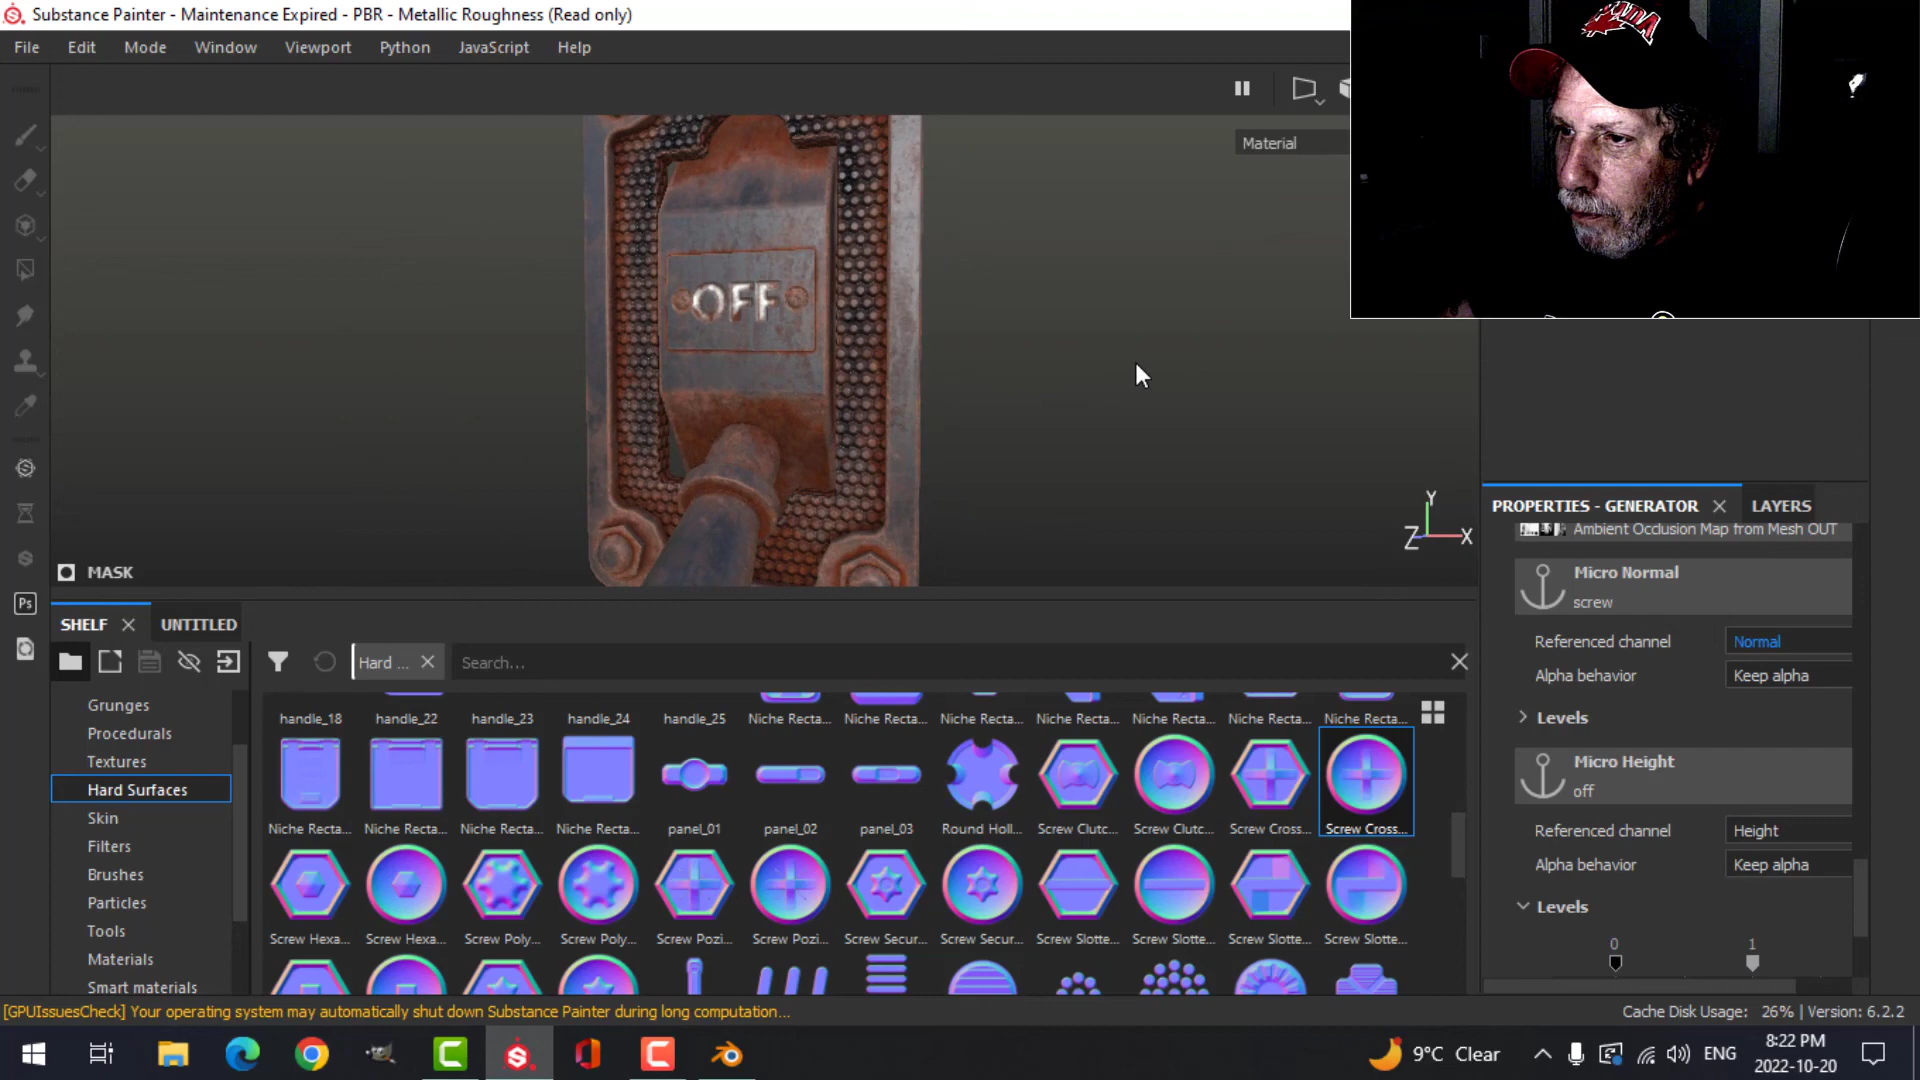 Substance Painter - Maintenance Expired - PBR - Metallic Roughness (Read only)
File Edit Mode Window Viewport Python JavaScript Help
Material
OFF
Y
Z X
MASK
PROPERTIES - GENERATOR LAYERS
Ambient Occlusion Map from Mesh OUT
Micro Normal
screw
Referenced channel Normal
Alpha behavior Keep alpha
Levels
Micro Height
off
Referenced channel Height
Alpha behavior Keep alpha
Levels
0 1
Ps
SHELF UNTITLED
Hard ... Search...
Grunges
Procedurals
Textures
Hard Surfaces
Skin
Filters
Brushes
Particles
Tools
Materials
Smart materials
handle_18 handle_22 handle_23 handle_24 handle_25 Niche Recta... Niche Recta... Niche Recta... Niche Recta... Niche Recta... Niche Recta... Niche Recta...
Niche Recta... Niche Recta... Niche Recta... Niche Recta... panel_01 panel_02 panel_03 Round Holl... Screw Clutc... Screw Clutc... Screw Cross... Screw Cross...
Screw Hexa... Screw Hexa... Screw Poly... Screw Poly... Screw Pozi... Screw Pozi... Screw Secur... Screw Secur... Screw Slotte... Screw Slotte... Screw Slotte... Screw Slotte...
[GPUIssuesCheck] Your operating system may automatically shut down Substance Painter during long computation...
Cache Disk Usage: 26% | Version: 6.2.2
9°C Clear
ENG
8:22 PM
2022-10-20